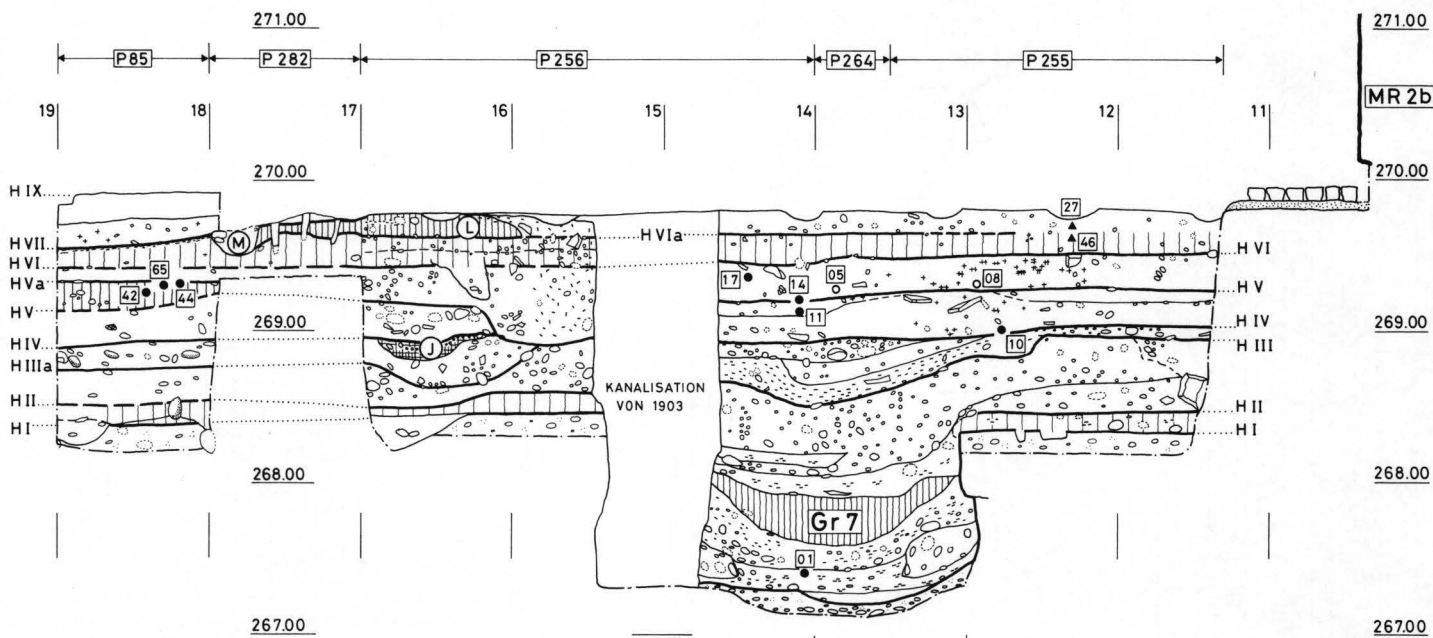 271.00 271.00
P85 P 282 P 256 P264 P 255
MR 2b
19 18 17 16 15 14 13 12 11
270.00 270.00
H IX
27
L
M
H VIa
46
H VII
H VI H VI
65 17 14 05 08
H Va
42 44
H V H V
11
269.00 269.00
H IV H IV
J 10
H III
H IIIa
KANALISATION
VON 1903
H II H II
H I H I
268.00 268.00
Gr 7
01
267.00 267.00